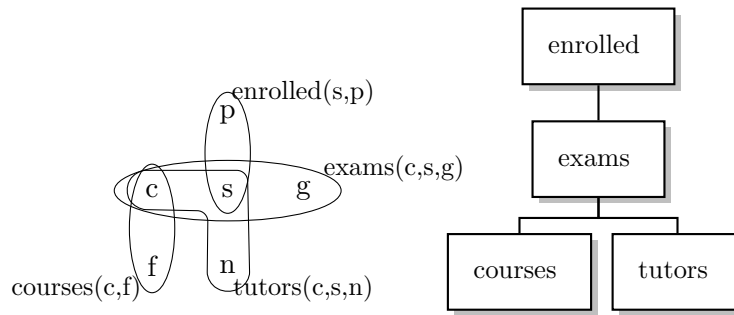 enrolled(s,p)
p
exams(c,s,g)
c s g
f n
courses(c,f)
tutors(c,s,n)
enrolled
exams
courses
tutors